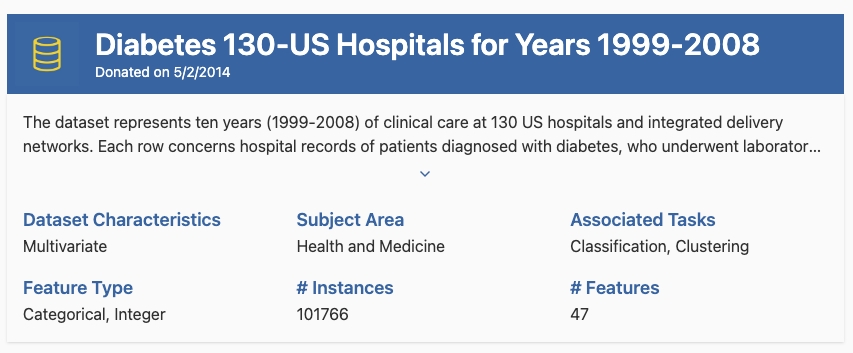 Diabetes 130-US Hospitals for Years 1999-2008
Donated on 5/2/2014
The dataset represents ten years (1999-2008) of clinical care at 130 US hospitals and integrated delivery
networks. Each row concerns hospital records of patients diagnosed with diabetes, who underwent laborator...
Dataset Characteristics
Multivariate
Subject Area
Health and Medicine
Associated Tasks
Classification, Clustering
Feature Type
Categorical, Integer
# Instances
101766
# Features
47